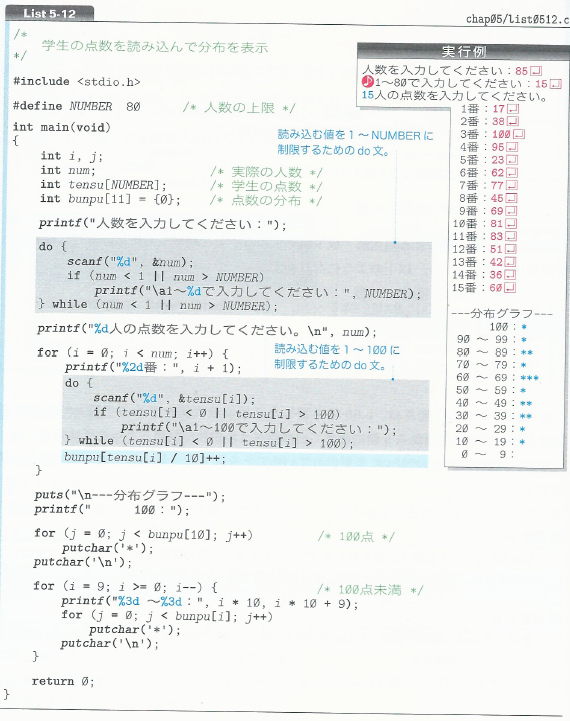 List 5-12
chap05/list0512.c
/*
学生の点数を読み込んで分布を表示
*/
#include <stdio.h>
#define NUMBER 80 /* 人数の上限 */
int main(void)
{
int i, j;
int num; /* 実際の人数 */
int tensu[NUMBER]; /* 学生の点数 */
int bunpu[11] = {0}; /* 点数の分布 */
printf("人数を入力してください：");
do {
scanf("%d", &num);
if (num < 1 || num > NUMBER)
printf("\a1～%dで入力してください：", NUMBER);
} while (num < 1 || num > NUMBER);
printf("%d人の点数を入力してください。\n", num);
for (i = 0; i < num; i++) {
printf("%2d番：", i + 1);
do {
scanf("%d", &tensu[i]);
if (tensu[i] < 0 || tensu[i] > 100)
printf("\a1～100で入力してください：");
} while (tensu[i] < 0 || tensu[i] > 100);
bunpu[tensu[i] / 10]++;
}
puts("\n---分布グラフ---");
printf("      100：");
for (j = 0; j < bunpu[10]; j++) /* 100点 */
putchar('*');
putchar('\n');
for (i = 9; i >= 0; i--) { /* 100点未満 */
printf("%3d ～%3d：", i * 10, i * 10 + 9);
for (j = 0; j < bunpu[i]; j++)
putchar('*');
putchar('\n');
}
return 0;
}
読み込む値を1～NUMBERに
制限するためのdo文。
読み込む値を1～100に
制限するためのdo文。
実行例
人数を入力してください：85↵
♪1～80で入力してください：15↵
15人の点数を入力してください。
1番：17↵
2番：38↵
3番：100↵
4番：95↵
5番：23↵
6番：62↵
7番：77↵
8番：45↵
9番：69↵
10番：81↵
11番：83↵
12番：51↵
13番：42↵
14番：36↵
15番：60↵
---分布グラフ---
100：*
90 ～ 99：*
80 ～ 89：**
70 ～ 79：*
60 ～ 69：***
50 ～ 59：*
40 ～ 49：**
30 ～ 39：**
20 ～ 29：*
10 ～ 19：*
0 ～ 9：